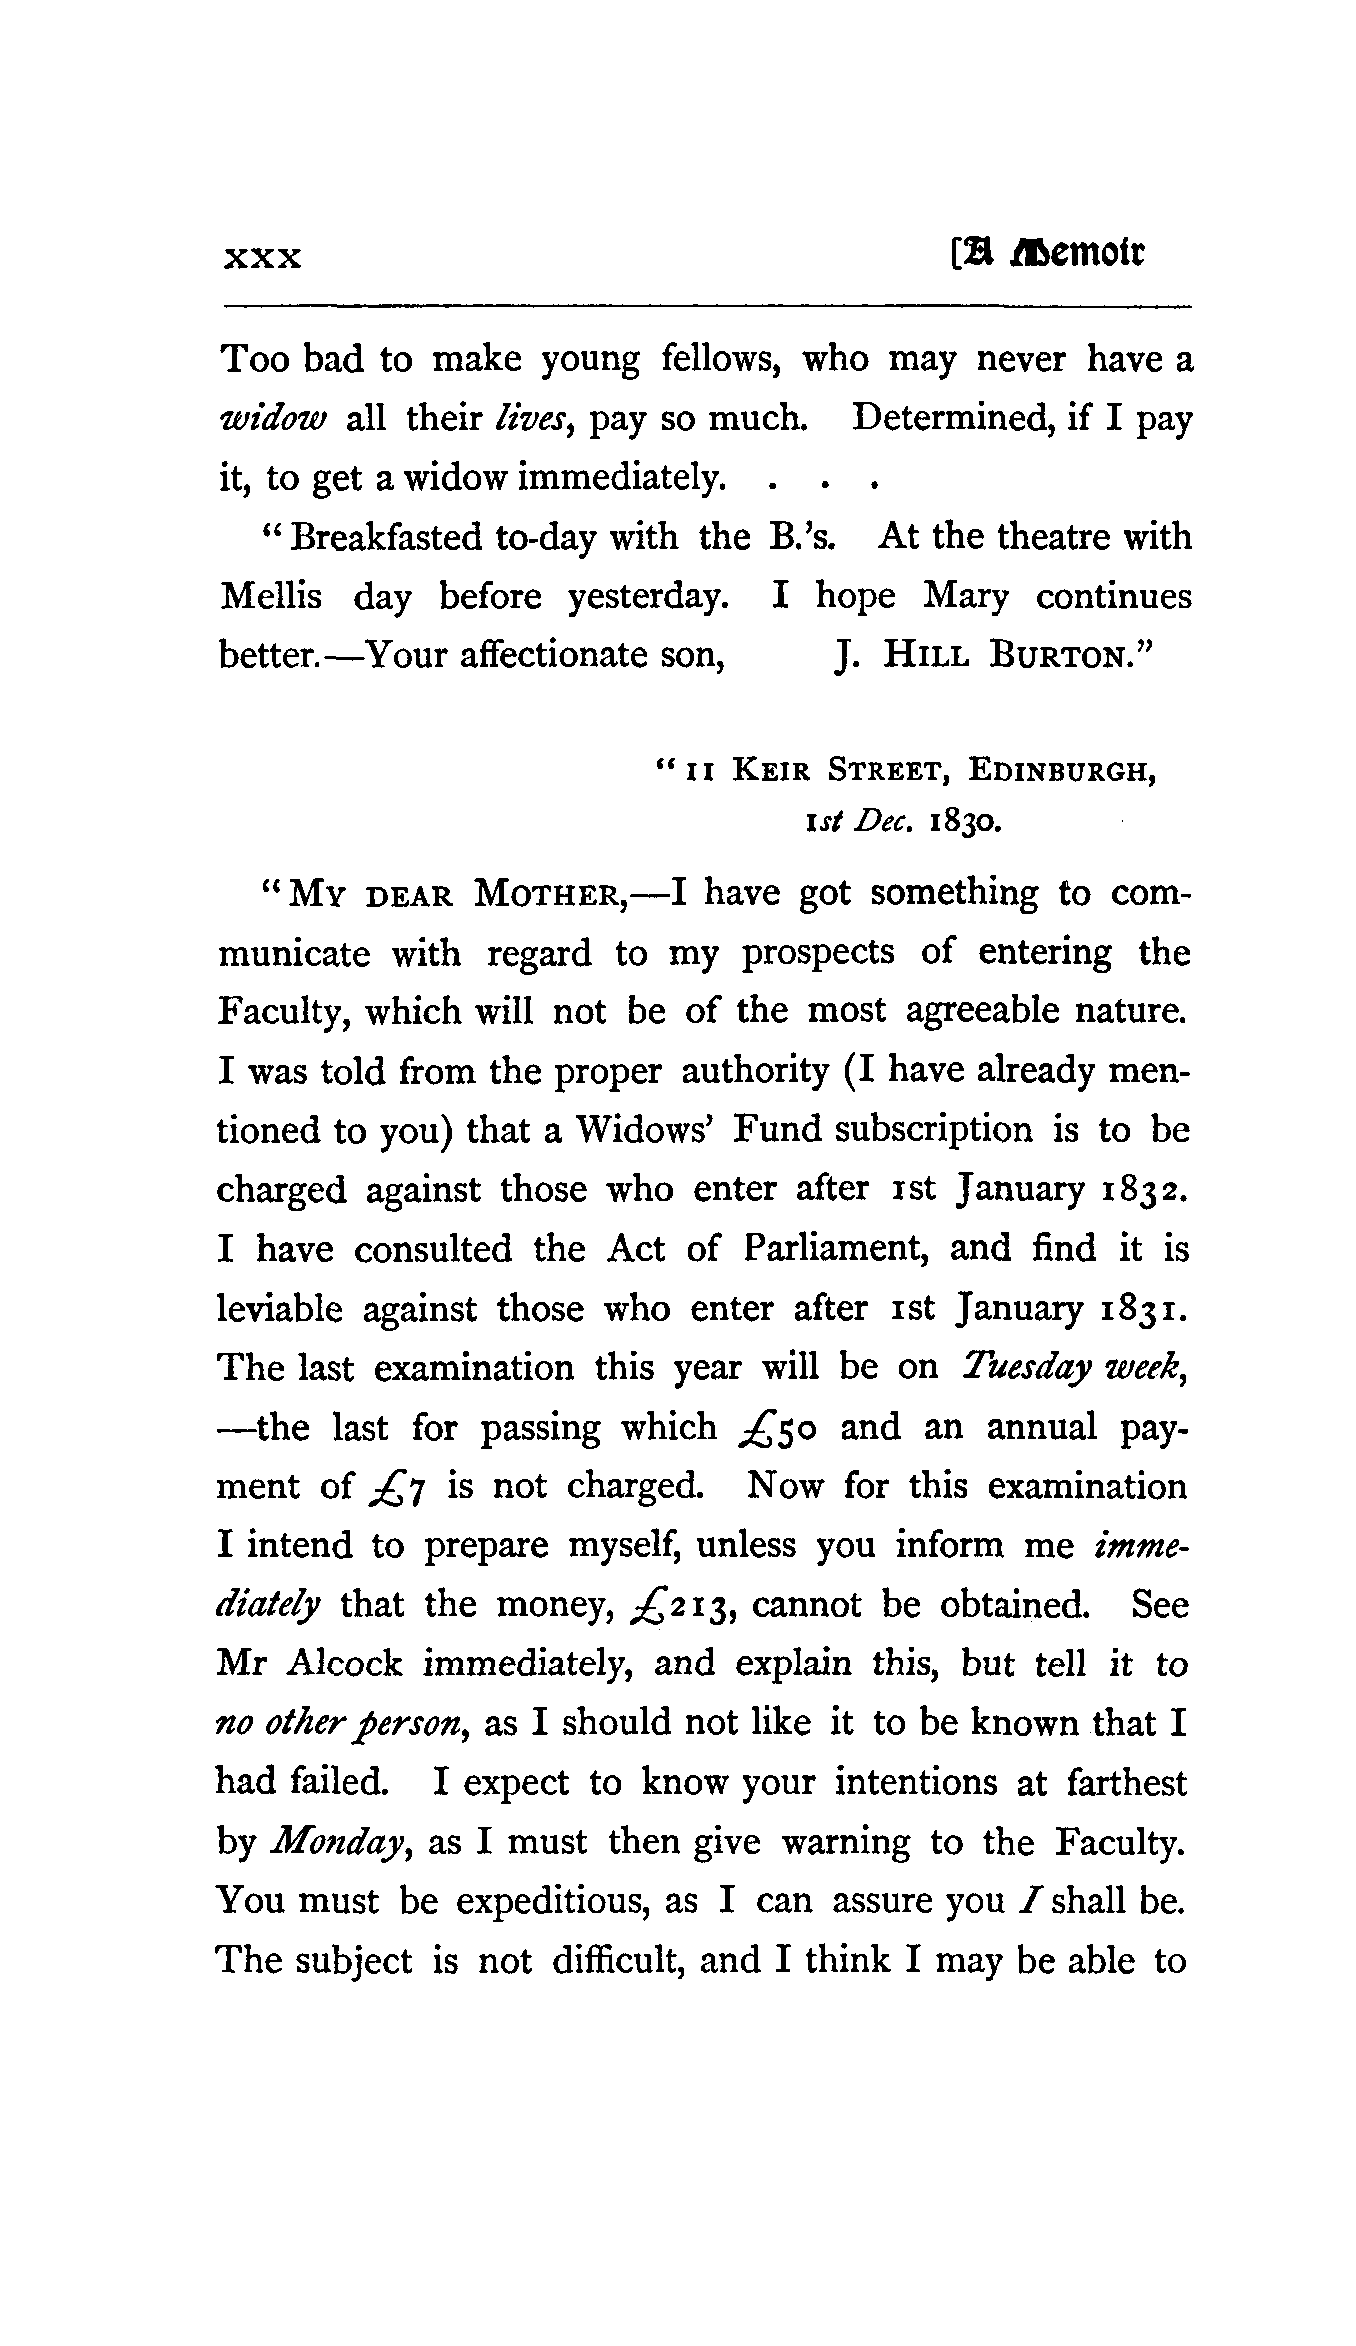 xxx [A Memoir
Too bad to make young fellows, who may never have a
widow all their lives, pay so much. Determined, if I pay
it, to get a widow immediately. . . .
“Breakfasted to-day with the B.'s. At the theatre with
Mellis day before yesterday. I hope Mary continues
better.—Your affectionate son, J. HILL BURTON.”
“11 KEIR STREET, EDINBURGH,
1st Dec. 1830.
“MY DEAR MOTHER,—I have got something to com-
municate with regard to my prospects of entering the
Faculty, which will not be of the most agreeable nature.
I was told from the proper authority (I have already men-
tioned to you) that a Widows' Fund subscription is to be
charged against those who enter after 1st January 1832.
I have consulted the Act of Parliament, and find it is
leviable against those who enter after 1st January 1831.
The last examination this year will be on Tuesday week,
—the last for passing which £50 and an annual pay-
ment of £7 is not charged. Now for this examination
I intend to prepare myself, unless you inform me imme-
diately that the money, £213, cannot be obtained. See
Mr Alcock immediately, and explain this, but tell it to
no other person, as I should not like it to be known that I
had failed. I expect to know your intentions at farthest
by Monday, as I must then give warning to the Faculty.
You must be expeditious, as I can assure you I shall be.
The subject is not difficult, and I think I may be able to